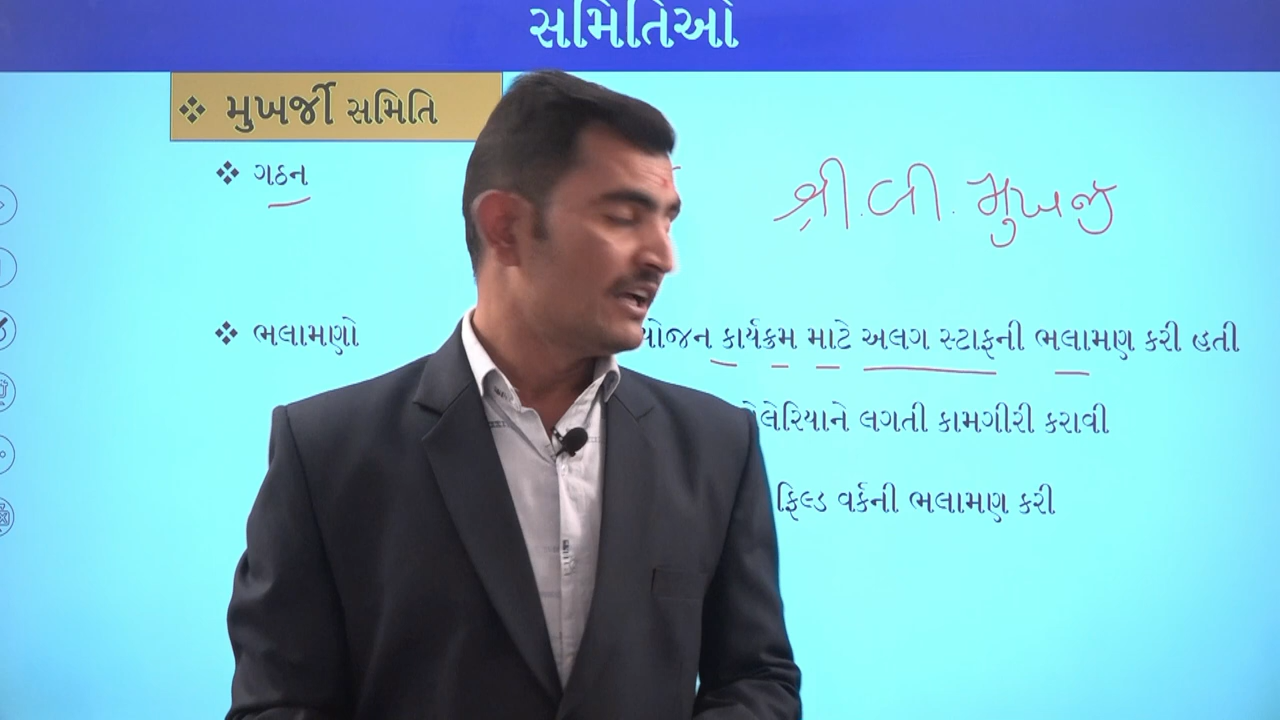 સમિતિઓ
❖ મુખર્જી સમિતિ
❖ ગઠન
શ્રી.બી. મુખર્જી
❖ ભલામણો
કાર્યક્રમ માટે અલગ સ્ટાફની ભલામણ કરી હતી
લગતી કામગીરી કરાવી
ફિલ્ડ વર્કની ભલામણ કરી